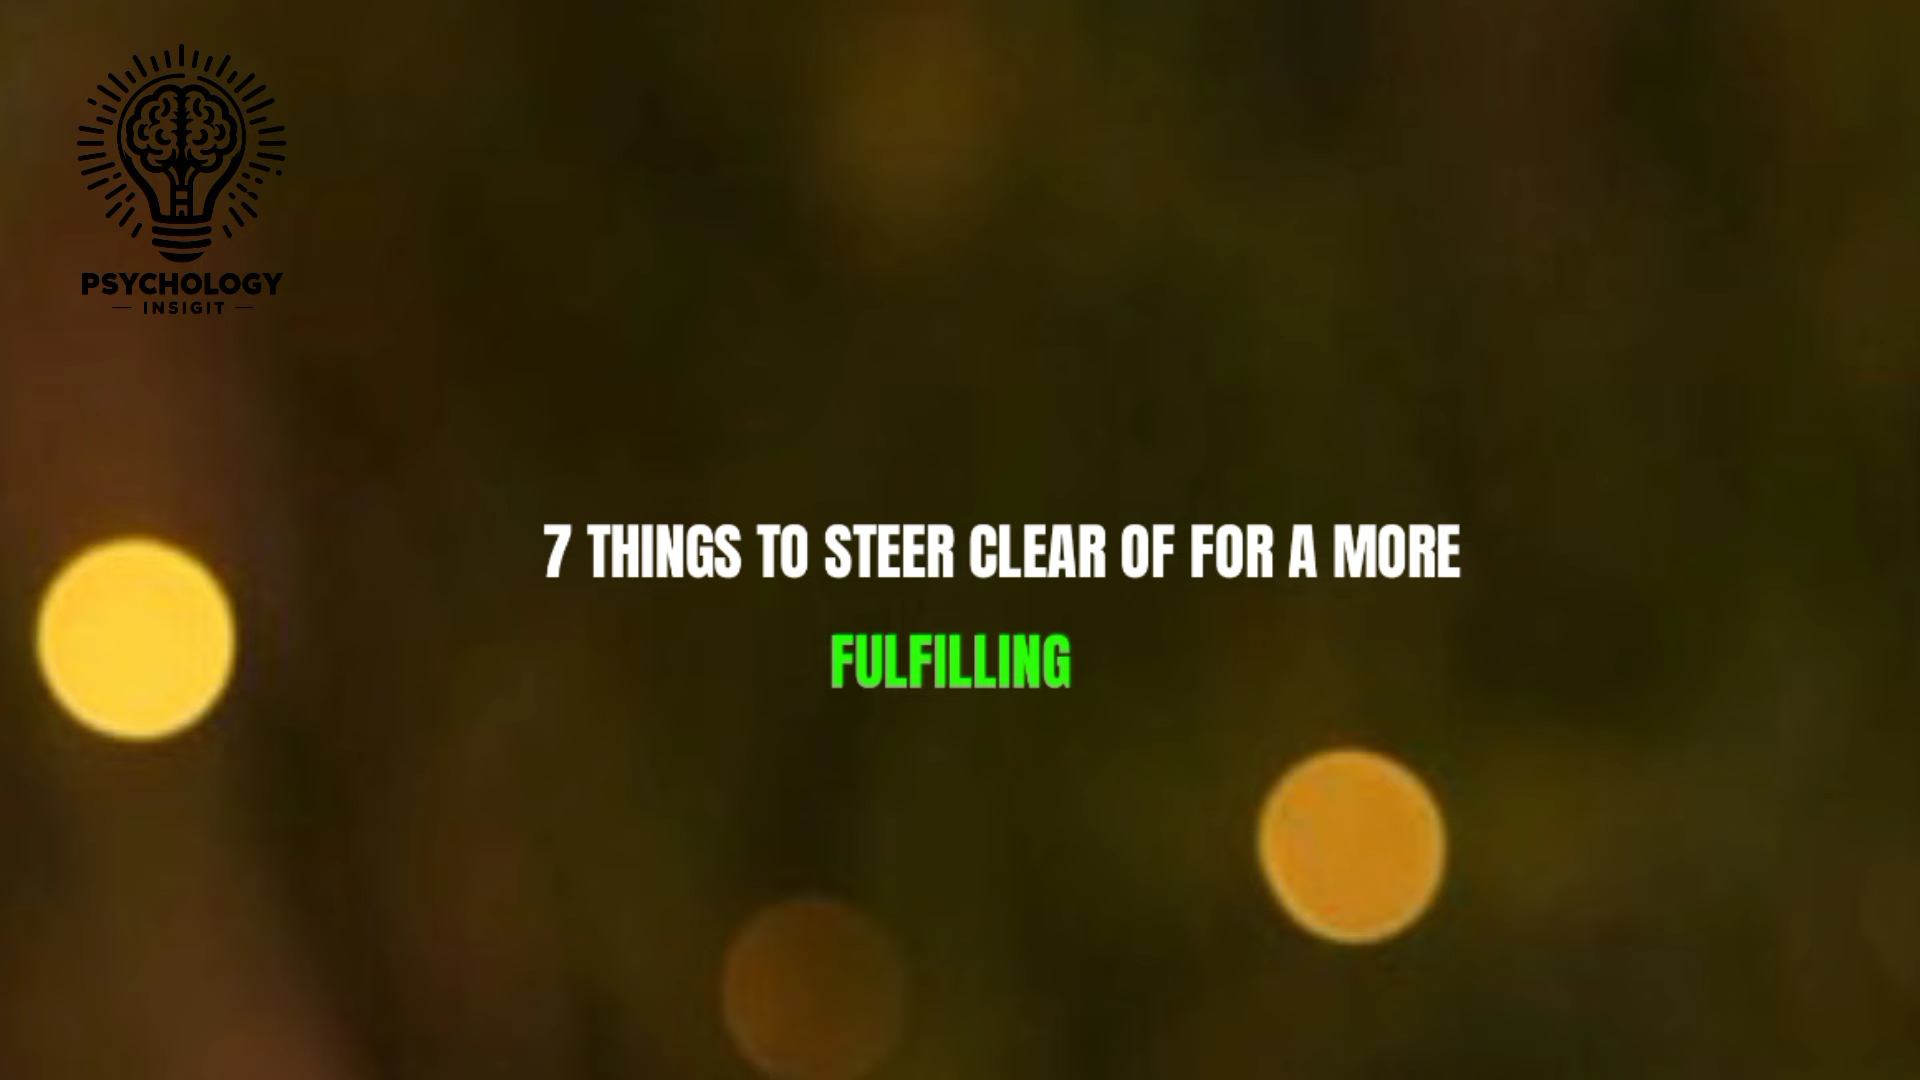 PSYCHOLOGY
INSIGIT
7 THINGS TO STEER CLEAR OF FOR A MORE
FULFILLING